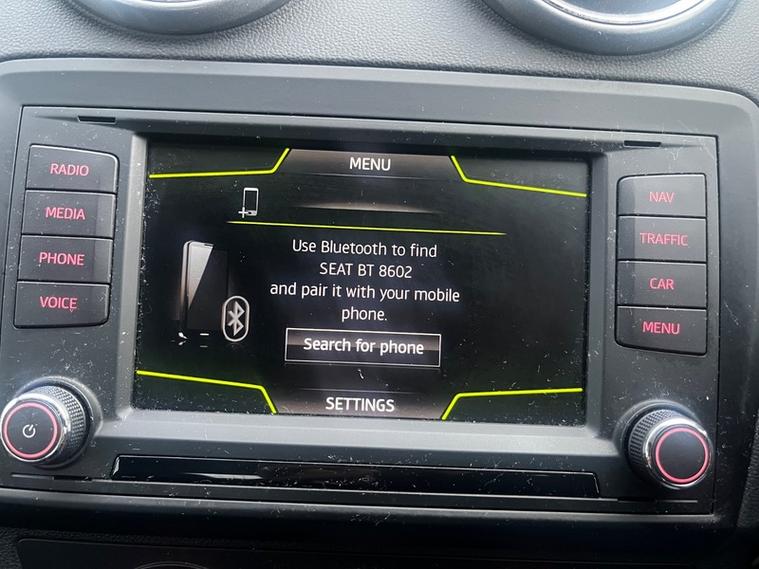 MENU
RADIO
MEDIA
PHONE
VOICE
Use Bluetooth to find
SEAT BT 8602
and pair it with your mobile
phone.
Search for phone
SETTINGS
NAV
TRAFFIC
CAR
MENU